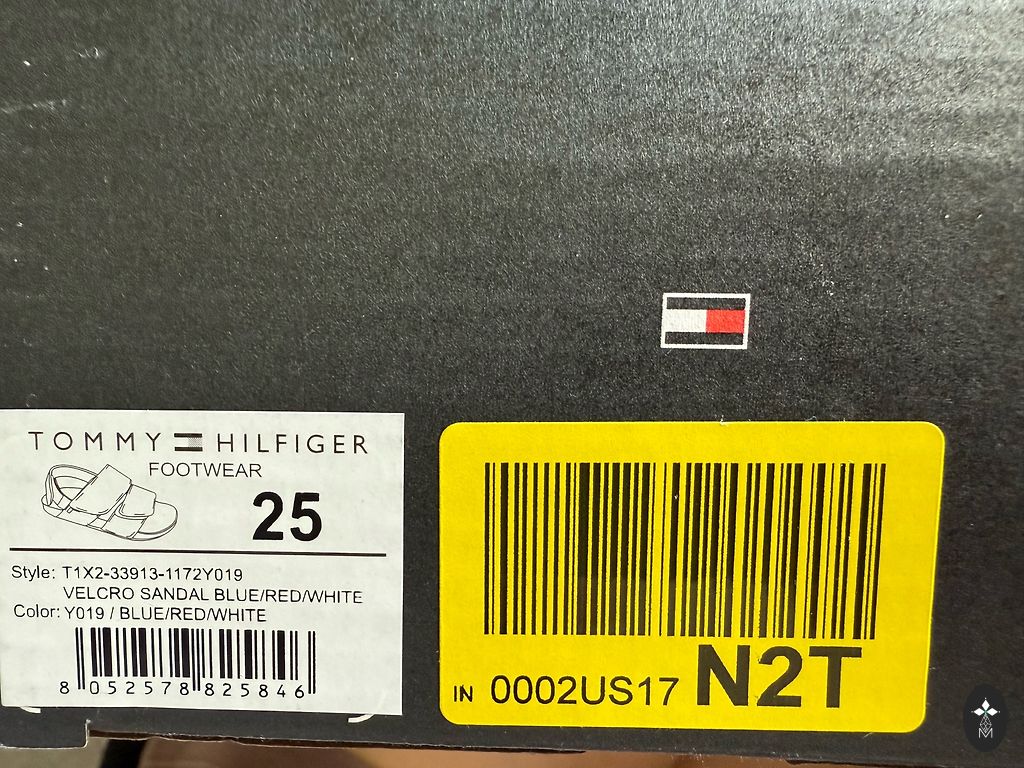 TOMMY HILFIGER
FOOTWEAR
25
Style: T1X2-33913-1172Y019
VELCRO SANDAL BLUE/RED/WHITE
Color: Y019 / BLUE/RED/WHITE
8 052578 825846
IN 0002US17 N2T
M